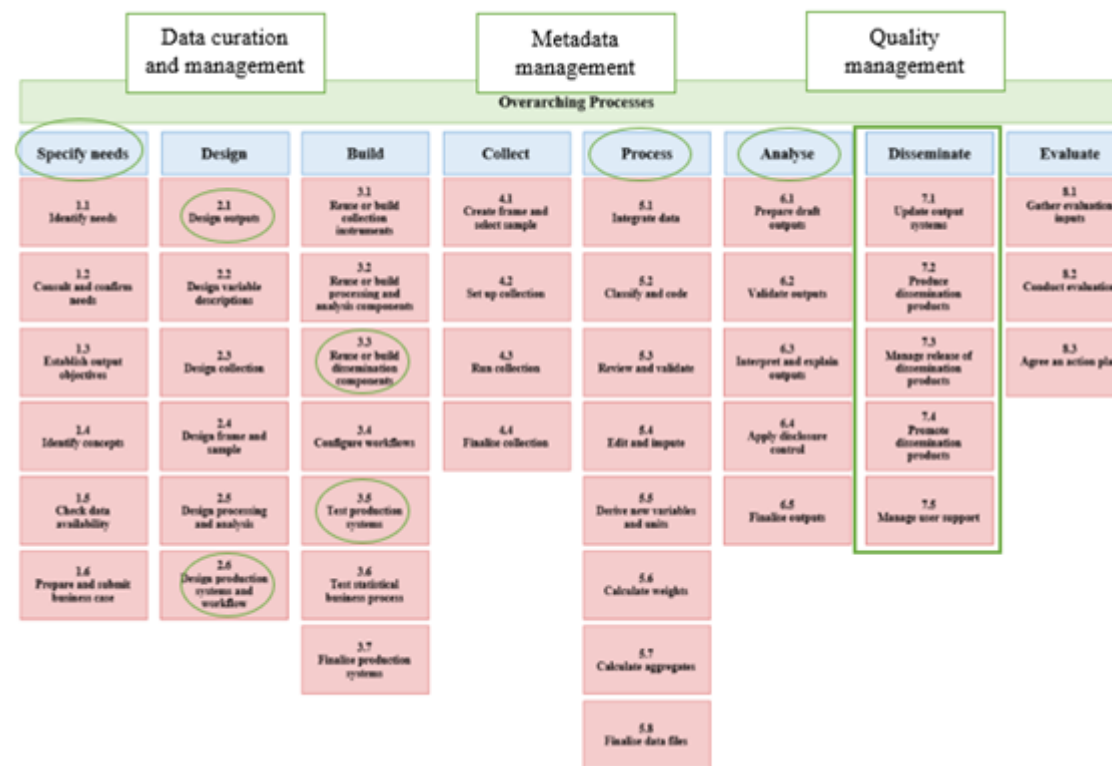 Data curation
and management
Metadata
management
Quality
management
Overarching Processes
Specify needs
Design
Build
Collect
Process
Analyse
Disseminate
Evaluate
1.1
Identify needs
1.2
Consult and confirm
needs
1.3
Establish output
objectives
1.4
Identify concepts
1.5
Check data
availability
1.6
Prepare and submit
business case
2.1
Design outputs
2.2
Design variable
descriptions
2.3
Design collection
2.4
Design frame and
sample
2.5
Design processing
and analysis
2.6
Design production
systems and
workflow
3.1
Reuse or build
collection
instruments
3.2
Reuse or build
processing and
analysis components
3.3
Reuse or build
dissemination
components
3.4
Configure workflows
3.5
Test production
systems
3.6
Test statistical
business process
3.7
Finalise production
systems
4.1
Create frame and
select sample
4.2
Set up collection
4.3
Run collection
4.4
Finalise collection
5.1
Integrate data
5.2
Classify and code
5.3
Review and validate
5.4
Edit and impute
5.5
Derive new variables
and units
5.6
Calculate weights
5.7
Calculate aggregates
5.8
Finalise data files
6.1
Prepare draft
outputs
6.2
Validate outputs
6.3
Interpret and explain
outputs
6.4
Apply disclosure
control
6.5
Finalise outputs
7.1
Update output
systems
7.2
Produce
dissemination
products
7.3
Manage release of
dissemination
products
7.4
Promote
dissemination
products
7.5
Manage user support
8.1
Gather evaluation
inputs
8.2
Conduct evaluation
8.3
Agree an action pla